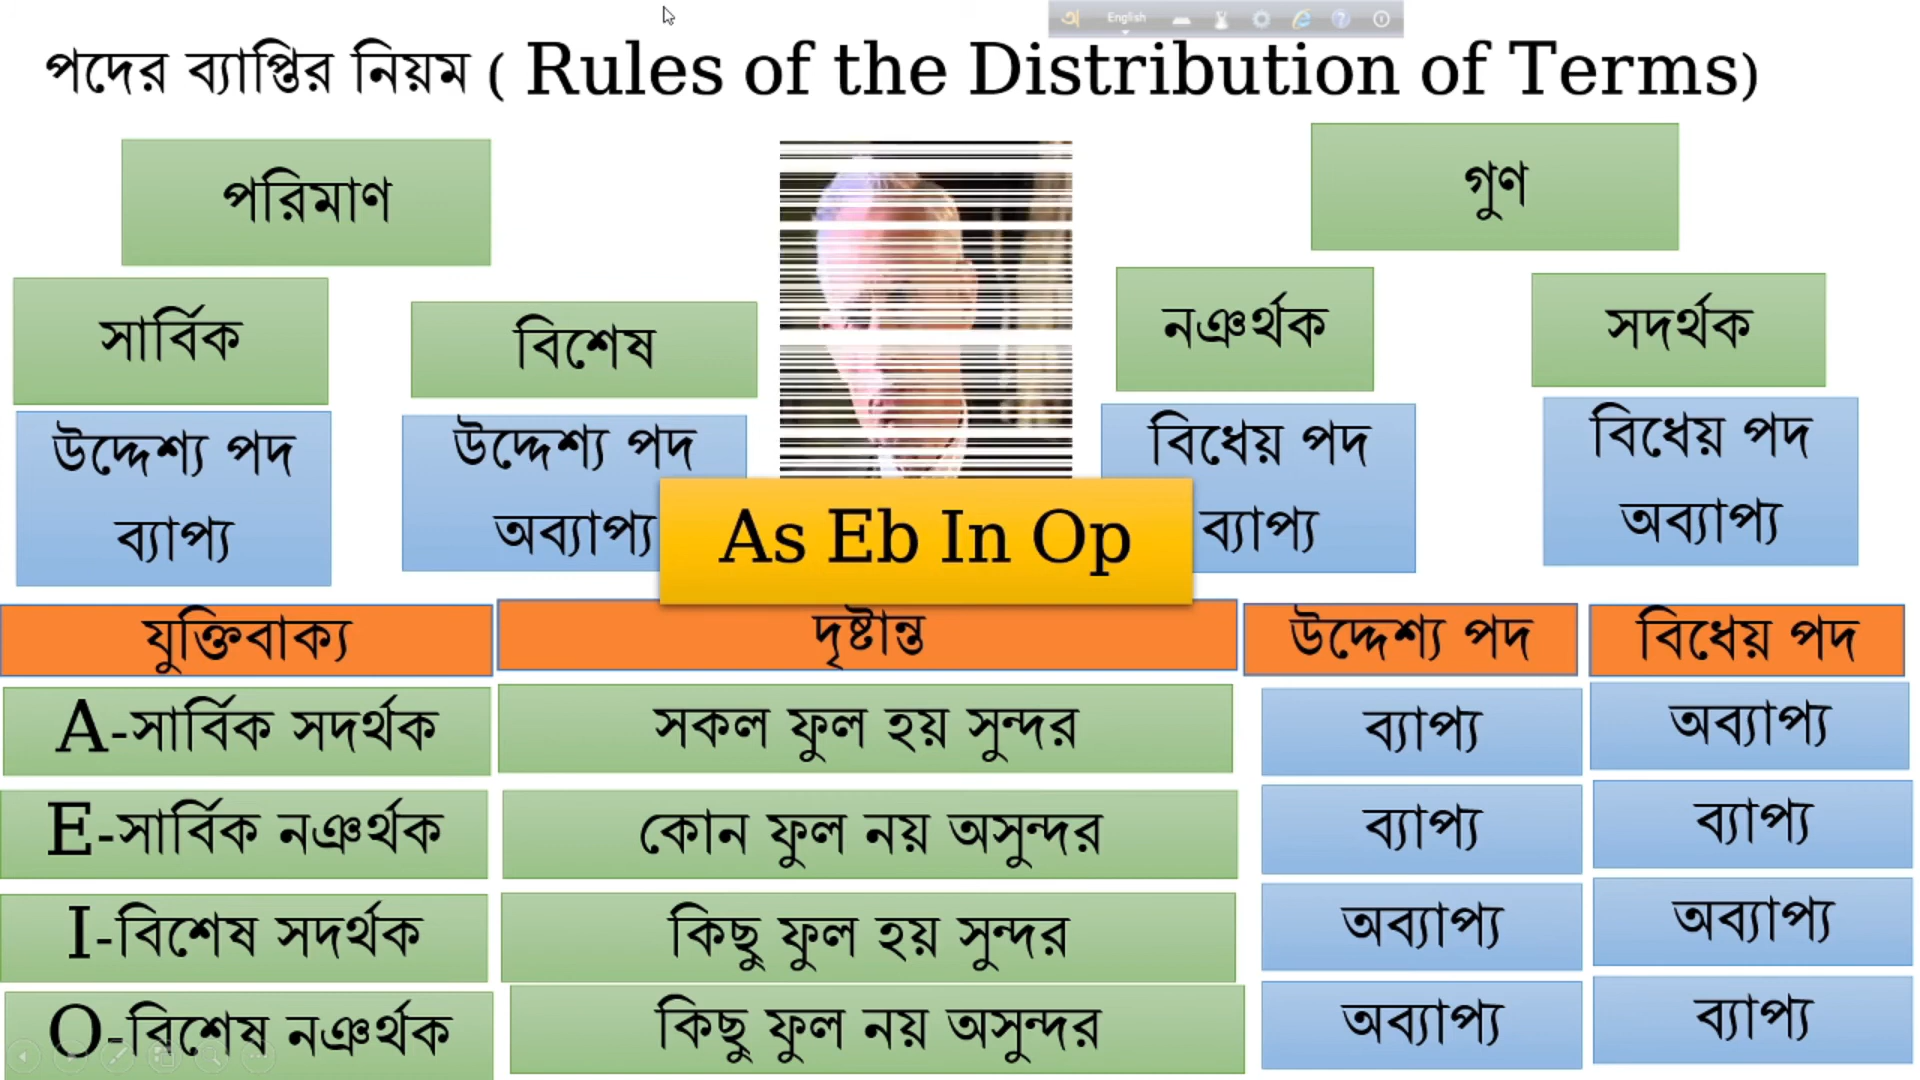 English
পদের ব্যাপ্তির নিয়ম ( Rules of the Distribution of Terms)
পরিমাণ
গুণ
সার্বিক
বিশেষ
নঞর্থক
সদর্থক
উদ্দেশ্য পদ
ব্যাপ্য
উদ্দেশ্য পদ
অব্যাপ্য
বিধেয় পদ
ব্যাপ্য
বিধেয় পদ
অব্যাপ্য
As Eb In Op
যুক্তিবাক্য
দৃষ্টান্ত
উদ্দেশ্য পদ
বিধেয় পদ
A-সার্বিক সদর্থক
সকল ফুল হয় সুন্দর
ব্যাপ্য
অব্যাপ্য
E-সার্বিক নঞর্থক
কোন ফুল নয় অসুন্দর
ব্যাপ্য
ব্যাপ্য
I-বিশেষ সদর্থক
কিছু ফুল হয় সুন্দর
অব্যাপ্য
অব্যাপ্য
O-বিশেষ নঞর্থক
কিছু ফুল নয় অসুন্দর
অব্যাপ্য
ব্যাপ্য